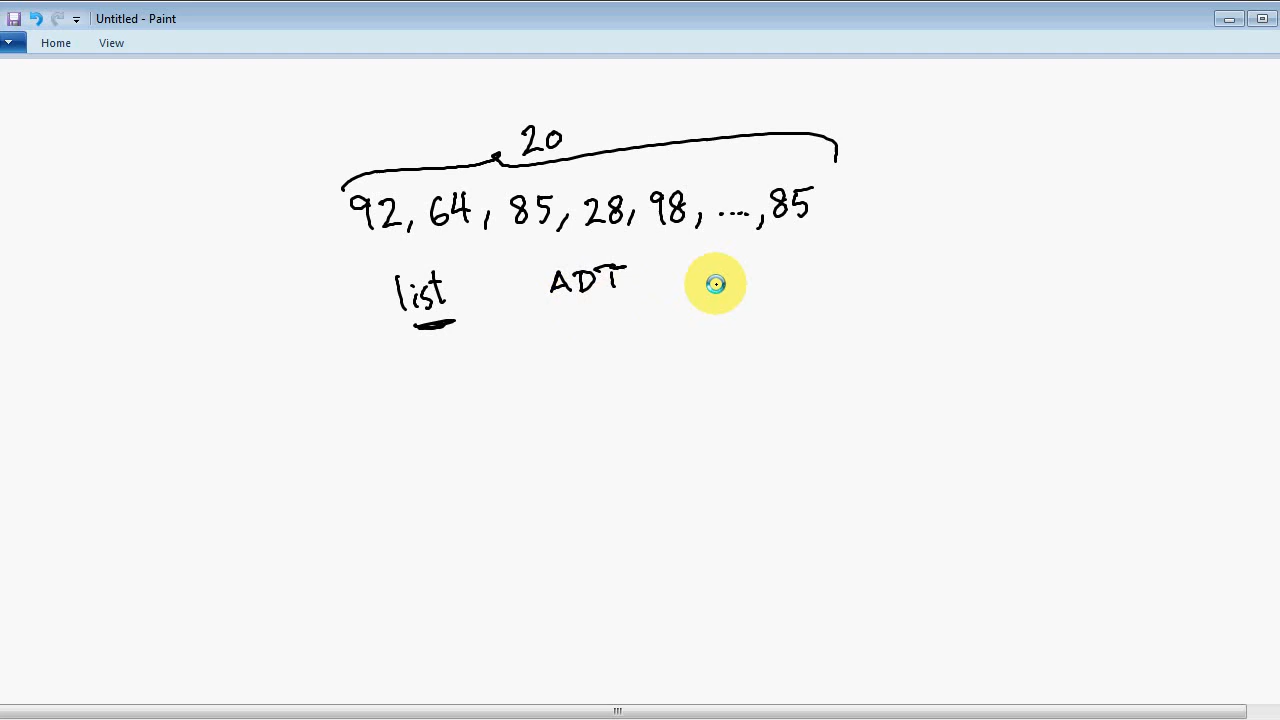 Untitled - Paint
Home View
20
92, 64, 85, 28, 98, ...., 85
list ADT